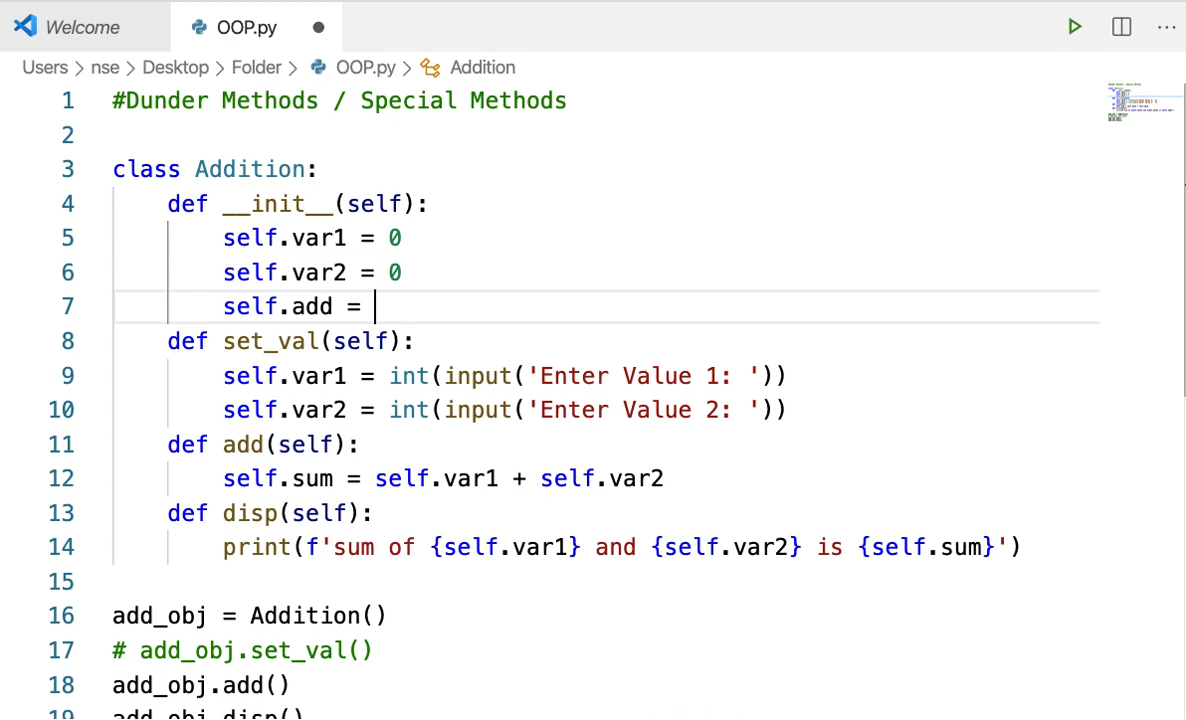 Welcome OOP.py
Users > nse > Desktop > Folder > OOP.py > Addition
1 #Dunder Methods / Special Methods
2
3 class Addition:
4 def __init__(self):
5 self.var1 = 0
6 self.var2 = 0
7 self.add =
8 def set_val(self):
9 self.var1 = int(input('Enter Value 1: '))
10 self.var2 = int(input('Enter Value 2: '))
11 def add(self):
12 self.sum = self.var1 + self.var2
13 def disp(self):
14 print(f'sum of {self.var1} and {self.var2} is {self.sum}')
15
16 add_obj = Addition()
17 # add_obj.set_val()
18 add_obj.add()
19 add_obj.disp()